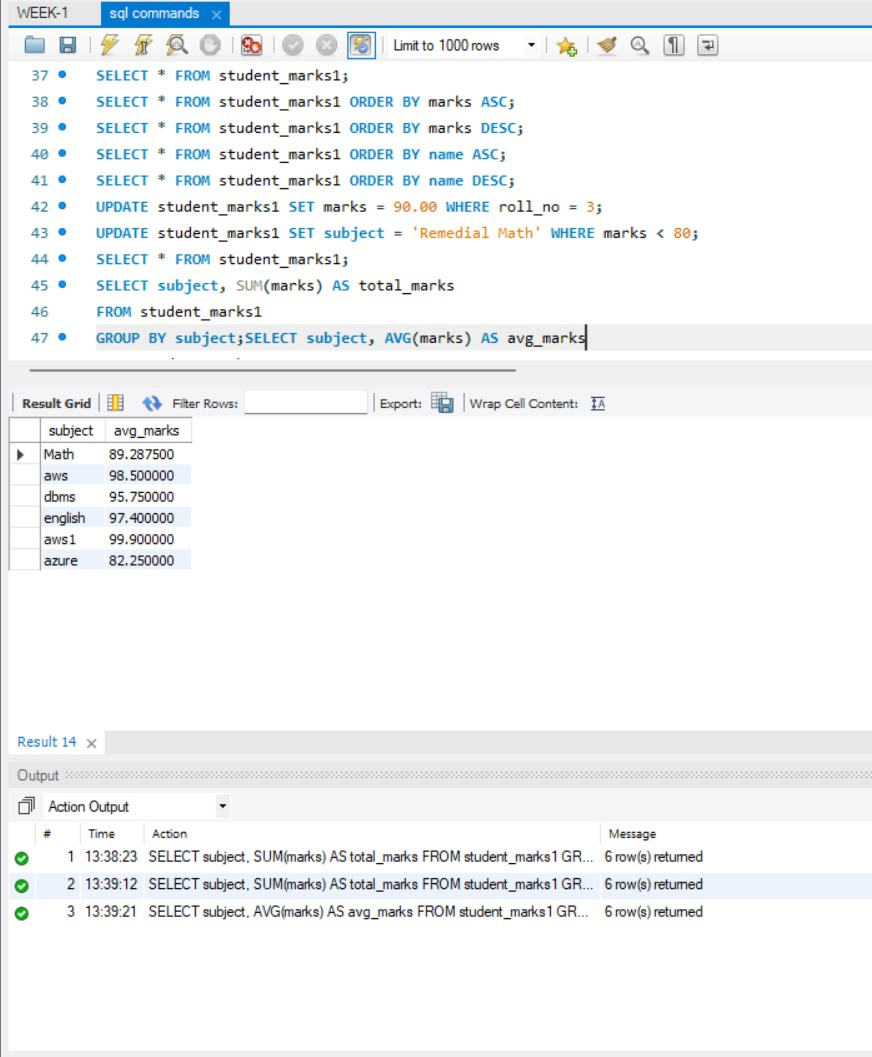 WEEK-1 sql commands
Limit to 1000 rows
37 SELECT * FROM student_marks1;
38 SELECT * FROM student_marks1 ORDER BY marks ASC;
39 SELECT * FROM student_marks1 ORDER BY marks DESC;
40 SELECT * FROM student_marks1 ORDER BY name ASC;
41 SELECT * FROM student_marks1 ORDER BY name DESC;
42 UPDATE student_marks1 SET marks = 90.00 WHERE roll_no = 3;
43 UPDATE student_marks1 SET subject = 'Remedial Math' WHERE marks < 80;
44 SELECT * FROM student_marks1;
45 SELECT subject, SUM(marks) AS total_marks
46 FROM student_marks1
47 GROUP BY subject;SELECT subject, AVG(marks) AS avg_marks
Result Grid Filter Rows: Export: Wrap Cell Content: IA
subject avg_marks
Math 89.287500
aws 98.500000
dbms 95.750000
english 97.400000
aws1 99.900000
azure 82.250000
Result 14
Output
Action Output
# Time Action Message
1 13:38:23 SELECT subject, SUM(marks) AS total_marks FROM student_marks1 GR... 6 row(s) returned
2 13:39:12 SELECT subject, SUM(marks) AS total_marks FROM student_marks1 GR... 6 row(s) returned
3 13:39:21 SELECT subject, AVG(marks) AS avg_marks FROM student_marks1 GR... 6 row(s) returned